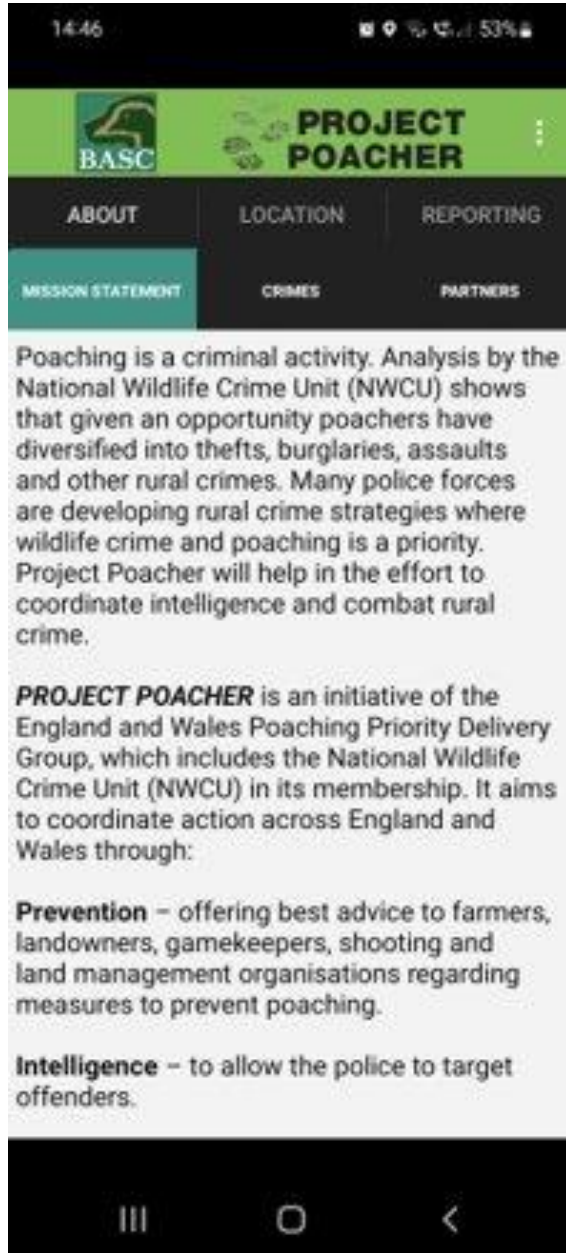 14:46
53%
BASC
PROJECT
POACHER
ABOUT
LOCATION
REPORTING
MISSION STATEMENT
CRIMES
PARTNERS
Poaching is a criminal activity. Analysis by the
National Wildlife Crime Unit (NWCU) shows
that given an opportunity poachers have
diversified into thefts, burglaries, assaults
and other rural crimes. Many police forces
are developing rural crime strategies where
wildlife crime and poaching is a priority.
Project Poacher will help in the effort to
coordinate intelligence and combat rural
crime.
PROJECT POACHER is an initiative of the
England and Wales Poaching Priority Delivery
Group, which includes the National Wildlife
Crime Unit (NWCU) in its membership. It aims
to coordinate action across England and
Wales through:
Prevention – offering best advice to farmers,
landowners, gamekeepers, shooting and
land management organisations regarding
measures to prevent poaching.
Intelligence – to allow the police to target
offenders.